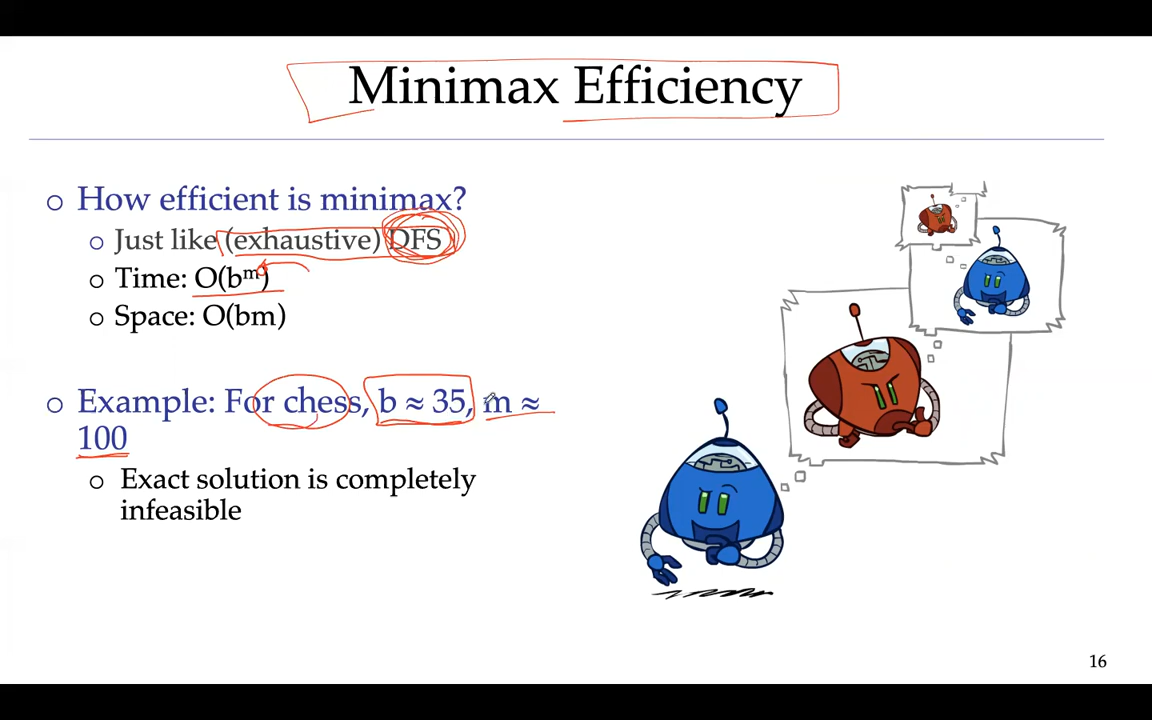 Minimax Efficiency
o How efficient is minimax?
o Just like (exhaustive) DFS
o Time: O(bᵐ)
o Space: O(bm)
o Example: For chess, b ≈ 35, m ≈
100
o Exact solution is completely
infeasible
16